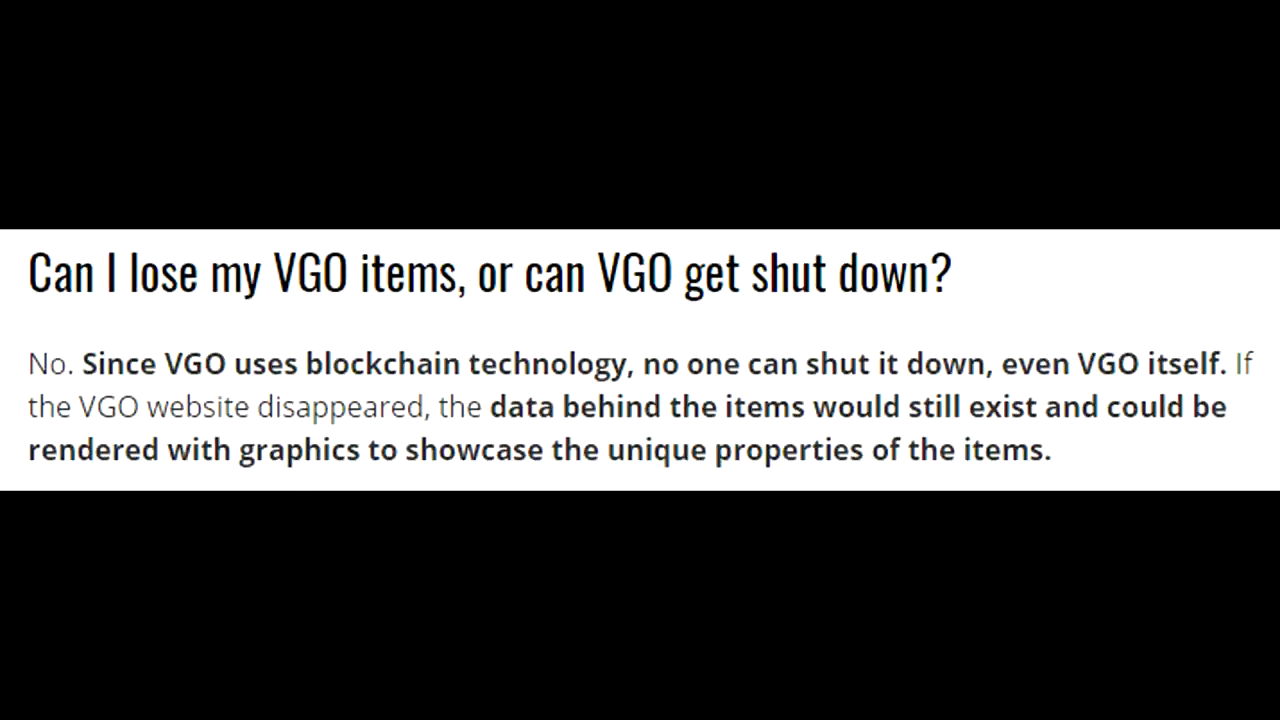 Can I lose my VGO items, or can VGO get shut down?
No. Since VGO uses blockchain technology, no one can shut it down, even VGO itself. If
the VGO website disappeared, the data behind the items would still exist and could be
rendered with graphics to showcase the unique properties of the items.